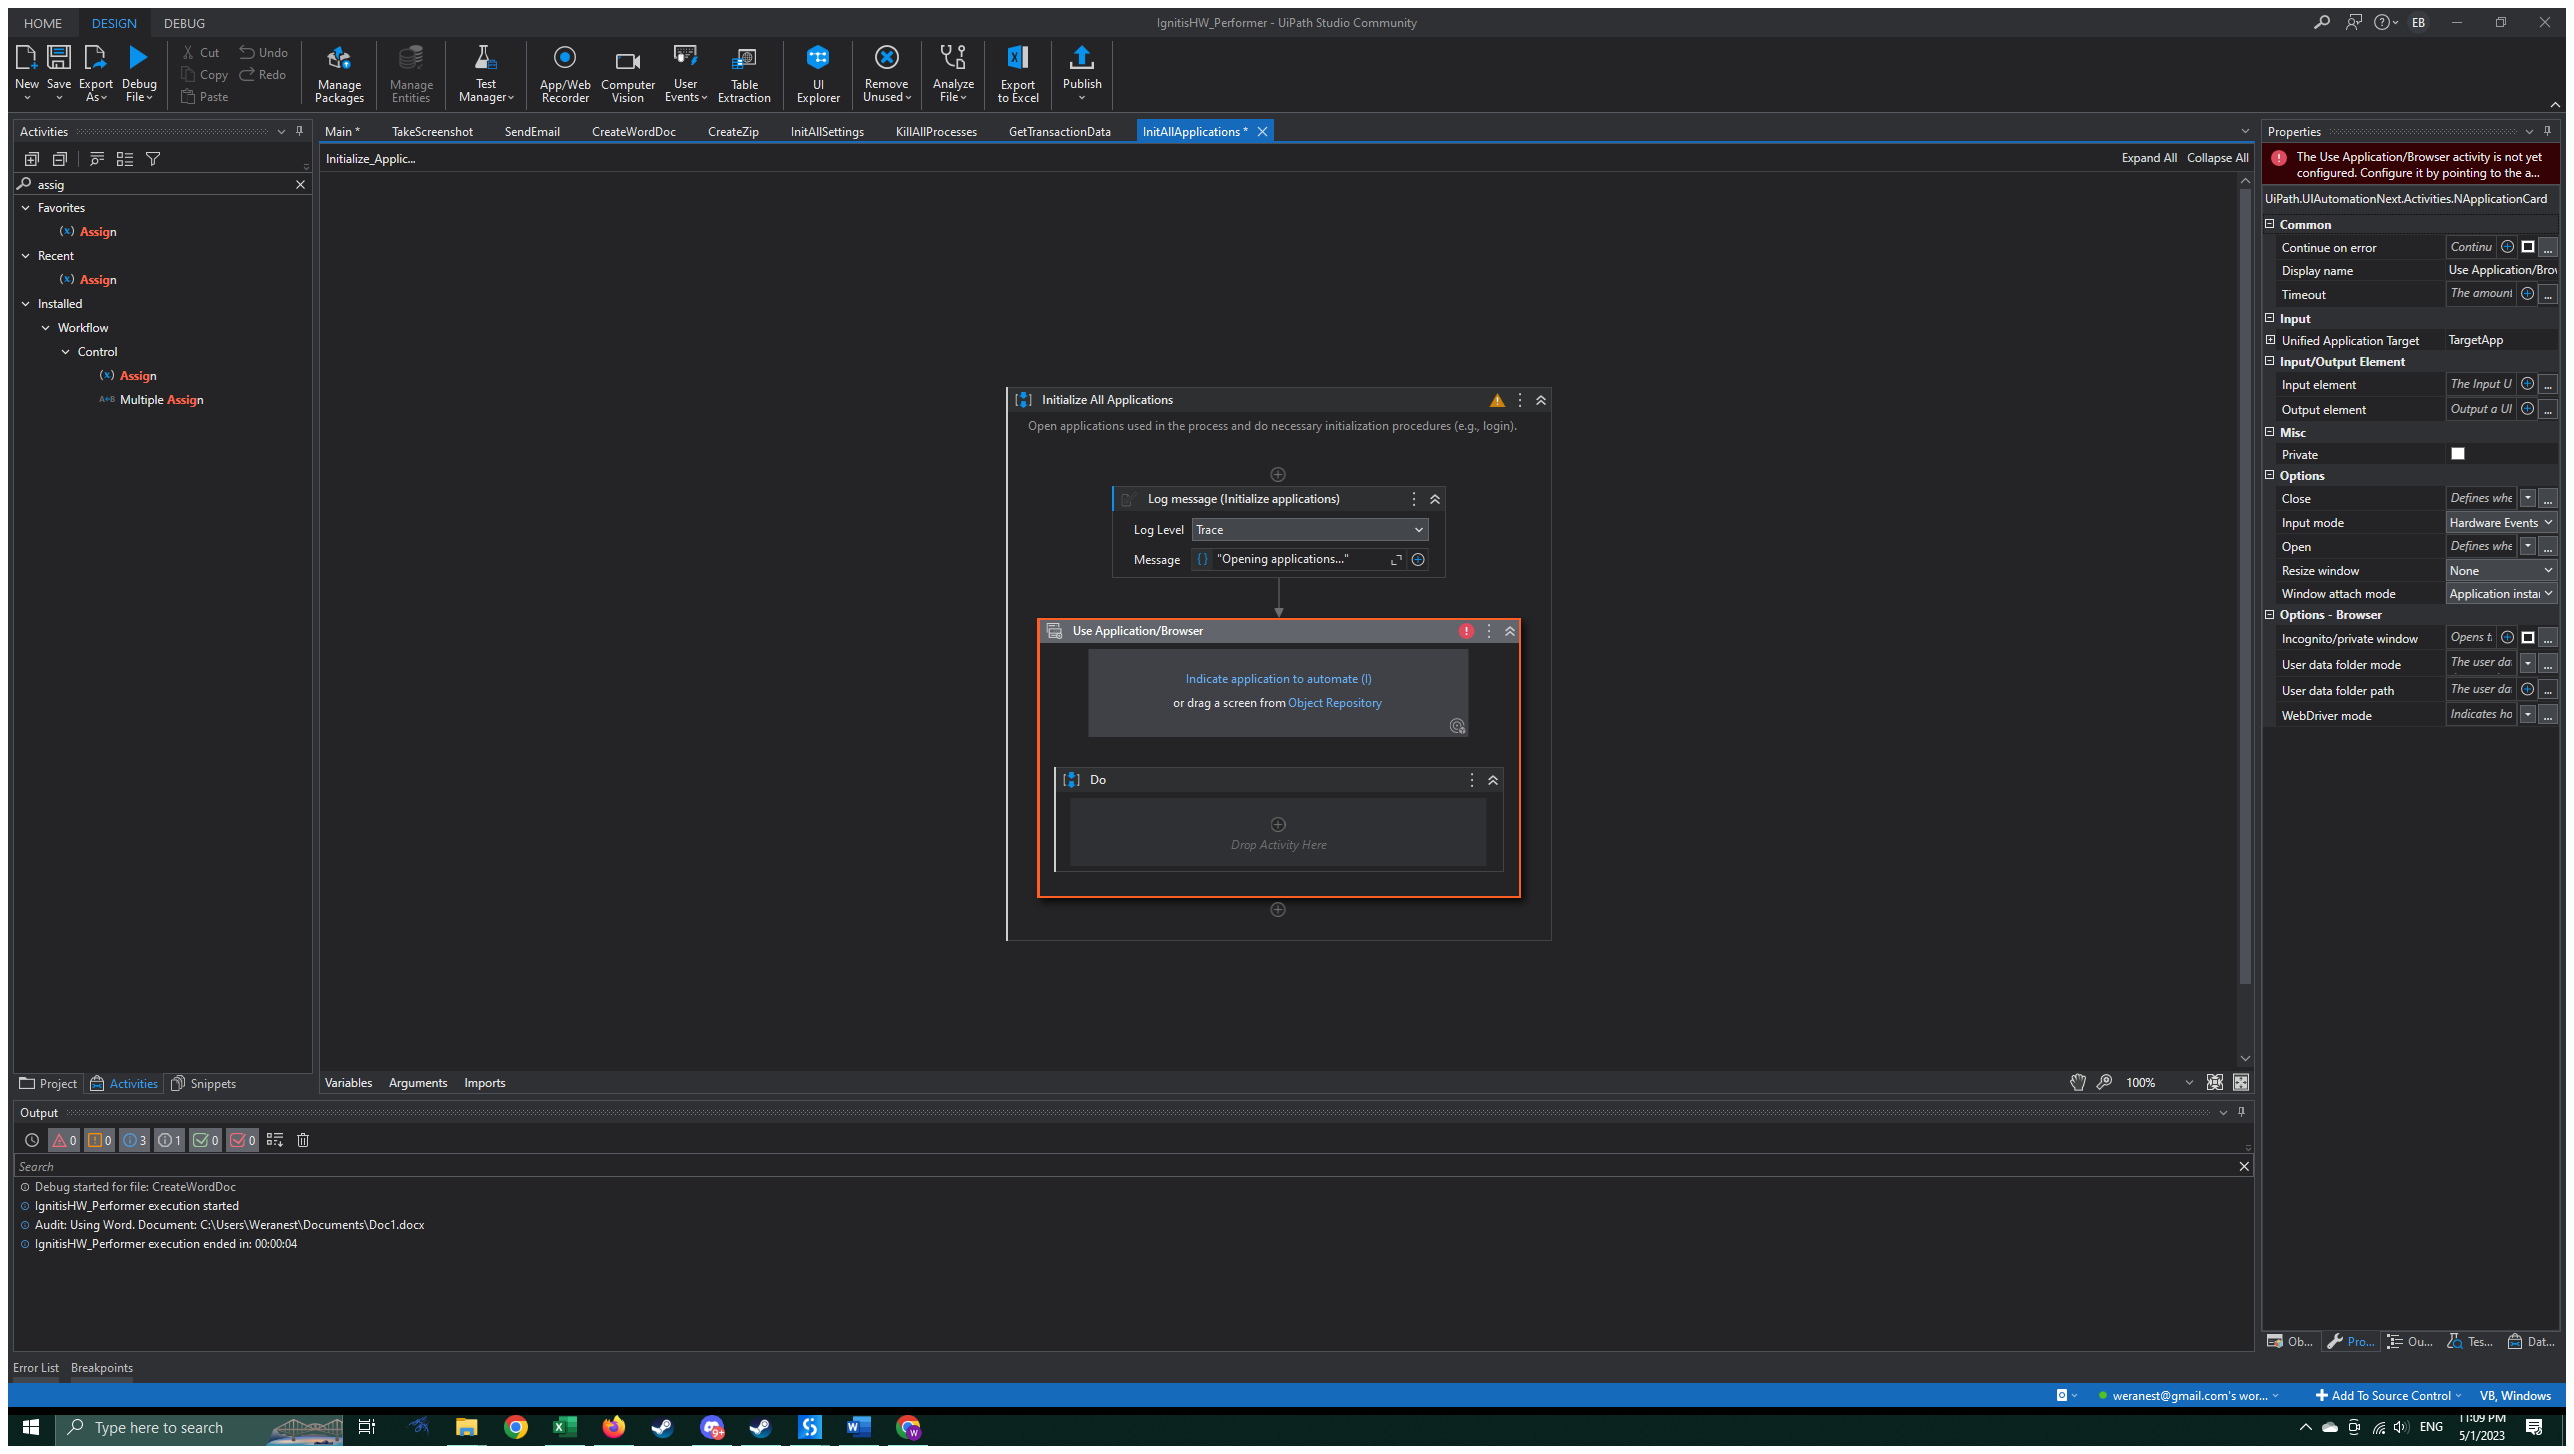 HOME DESIGN DEBUG
IgnitisHW_Performer - UiPath Studio Community
EB
New
Save
Export As
Debug File
Cut
Copy
Paste
Undo
Redo
Manage Packages
Manage Entities
Test Manager
App/Web Recorder
Computer Vision
User Events
Table Extraction
UI Explorer
Remove Unused
Analyze File
Export to Excel
Publish
Activities
assig
Favorites
Assign
Recent
Assign
Installed
Workflow
Control
Assign
Multiple Assign
Project Activities Snippets
Main * TakeScreenshot SendEmail CreateWordDoc CreateZip InitAllSettings KillAllProcesses GetTransactionData InitAllApplications *
Initialize_Applic...
Expand All Collapse All
Initialize All Applications
Open applications used in the process and do necessary initialization procedures (e.g., login).
Log message (Initialize applications)
Log Level Trace
Message "Opening applications..."
Use Application/Browser
Indicate application to automate (I)
or drag a screen from Object Repository
Do
Drop Activity Here
Variables Arguments Imports
100%
Properties
The Use Application/Browser activity is not yet
configured. Configure it by pointing to the a...
UiPath.UIAutomationNext.Activities.NApplicationCard
Common
Continue on error Continu ...
Display name Use Application/Brov
Timeout The amount ...
Input
Unified Application Target TargetApp
Input/Output Element
Input element The Input U ...
Output element Output a UI ...
Misc
Private
Options
Close Defines whe ...
Input mode Hardware Events
Open Defines whe ...
Resize window None
Window attach mode Application instar
Options - Browser
Incognito/private window Opens t ...
User data folder mode The user dat ...
User data folder path The user dat ...
WebDriver mode Indicates ho ...
Ob... Pro... Ou... Tes... Dat...
Output
0 0 3 1 0 0
Search
Debug started for file: CreateWordDoc
IgnitisHW_Performer execution started
Audit: Using Word. Document: C:\Users\Weranest\Documents\Doc1.docx
IgnitisHW_Performer execution ended in: 00:00:04
Error List Breakpoints
weranest@gmail.com's wor...
Add To Source Control
VB, Windows
Type here to search
9+
W
ENG
11:09 PM
5/1/2023